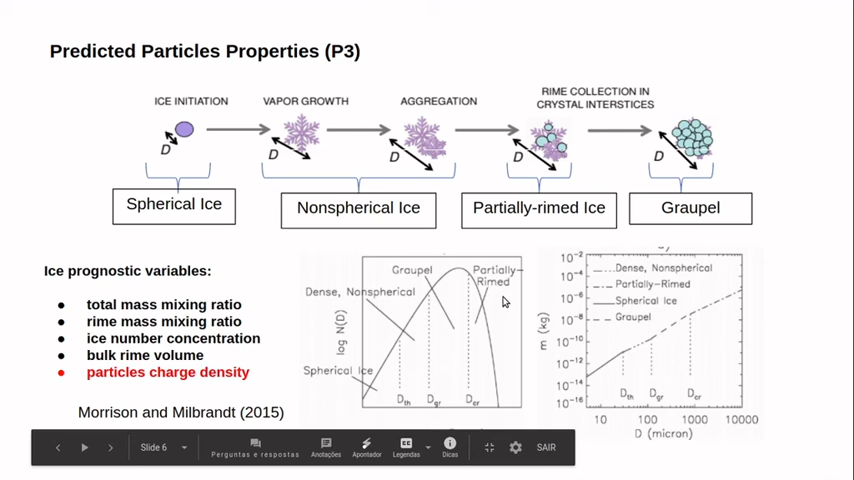 Predicted Particles Properties (P3)
ICE INITIATION
VAPOR GROWTH
AGGREGATION
RIME COLLECTION IN
CRYSTAL INTERSTICES
D
D
D
D
D
Spherical Ice
Nonspherical Ice
Partially-rimed Ice
Graupel
Ice prognostic variables:
● total mass mixing ratio
● rime mass mixing ratio
● ice number concentration
● bulk rime volume
● particles charge density
Morrison and Milbrandt (2015)
log N(D)
Graupel
Partially-
Rimed
Dense, Nonspherical
Spherical Ice
Dth
Dgr
Dcr
m (kg)
10-2
10-4
10-6
10-8
10-10
10-12
10-14
10-16
Dense, Nonspherical
Partially-Rimed
Spherical Ice
Graupel
Dth
Dgr
Dcr
10
100
1000
10000
D (micron)
Slide 6
Perguntas e respostas
Anotações
Apontador
CC
Legendas
Dicas
SAIR